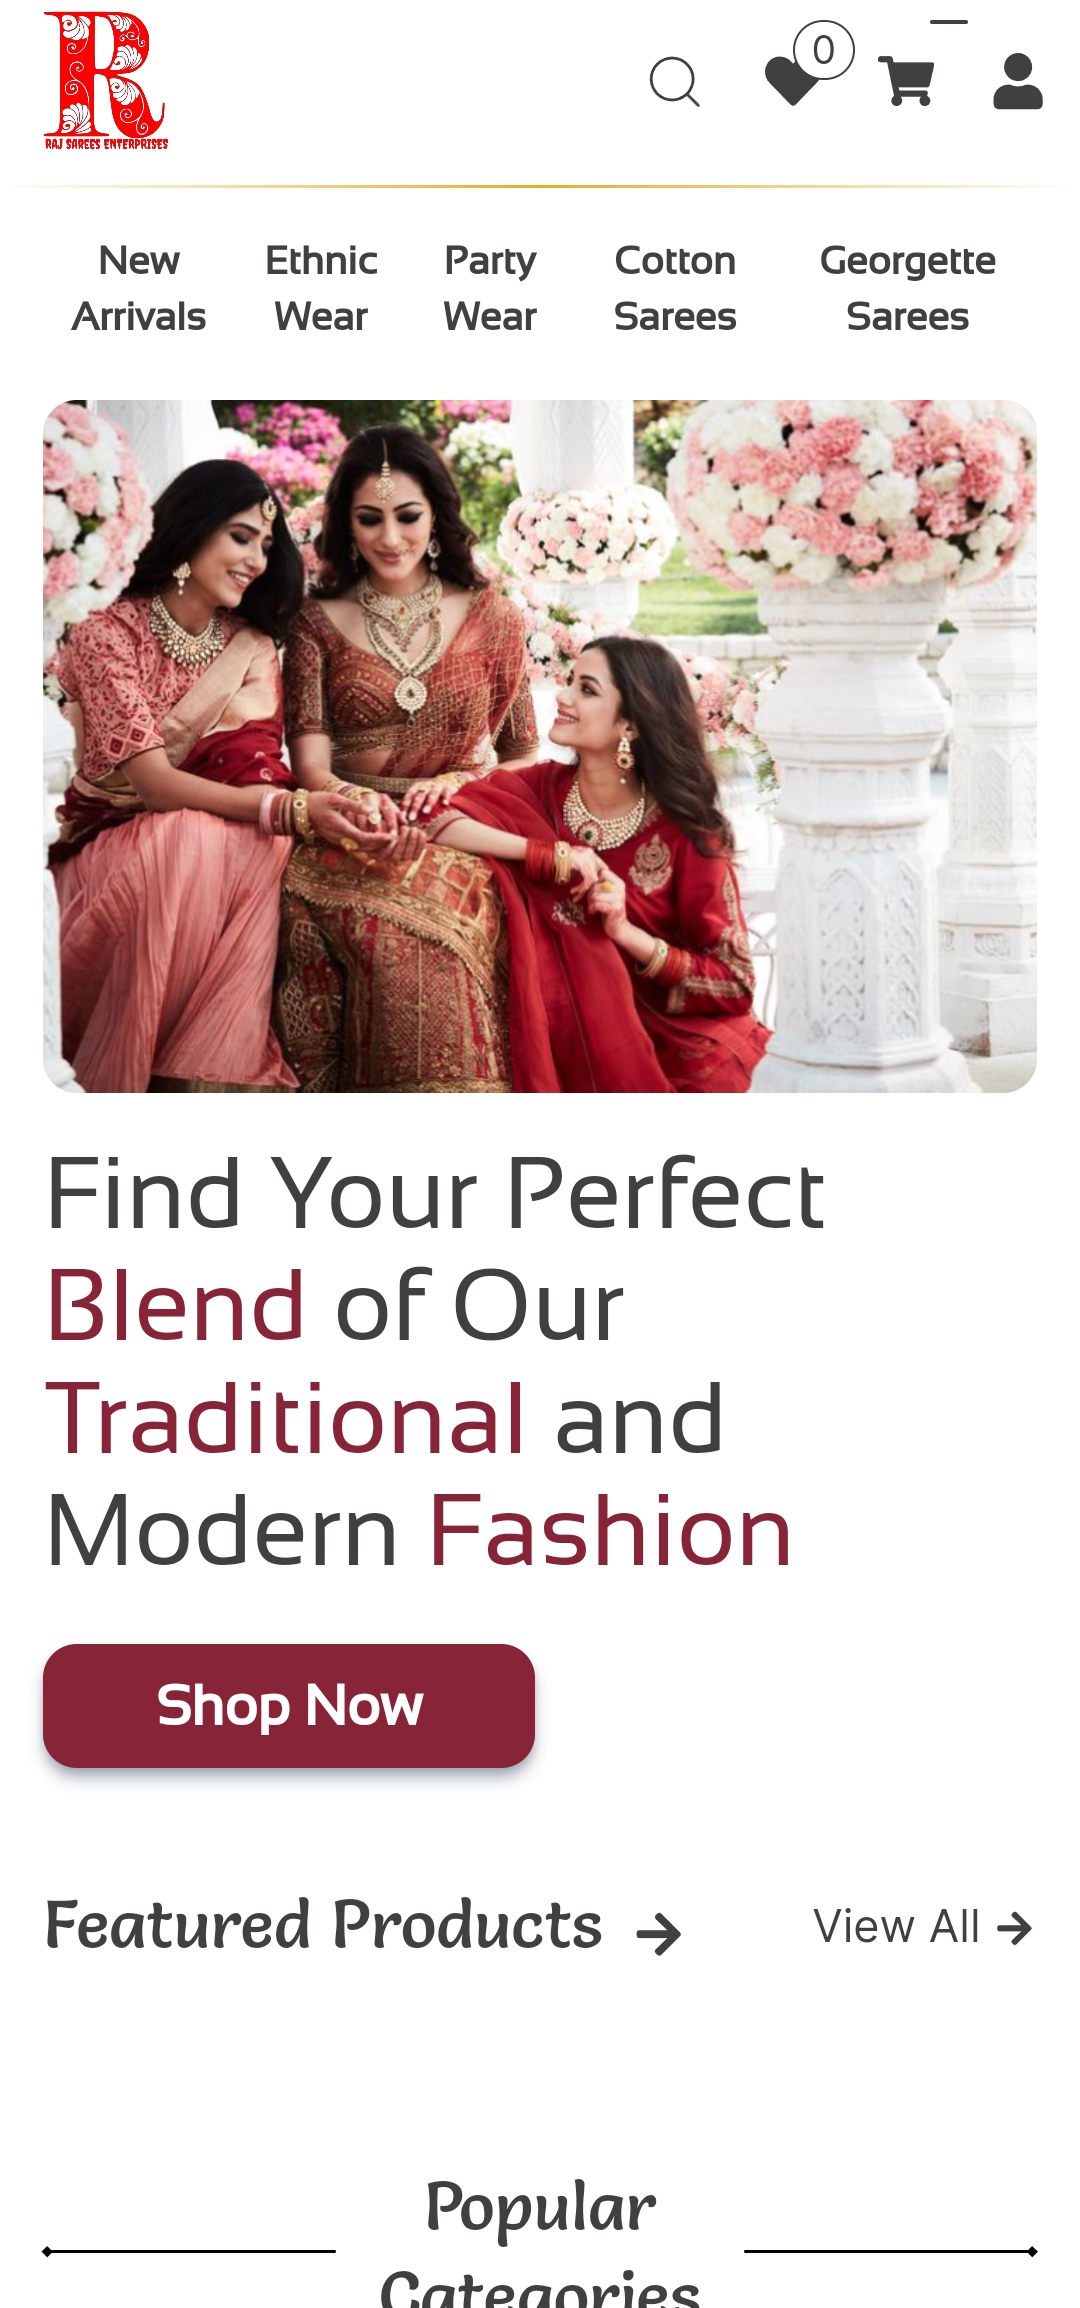 R
RAJ SAREES ENTERPRISES
0
New Arrivals
Ethnic Wear
Party Wear
Cotton Sarees
Georgette Sarees
Find Your Perfect
Blend of Our
Traditional and
Modern Fashion
Shop Now
Featured Products
View All
Popular
Categories